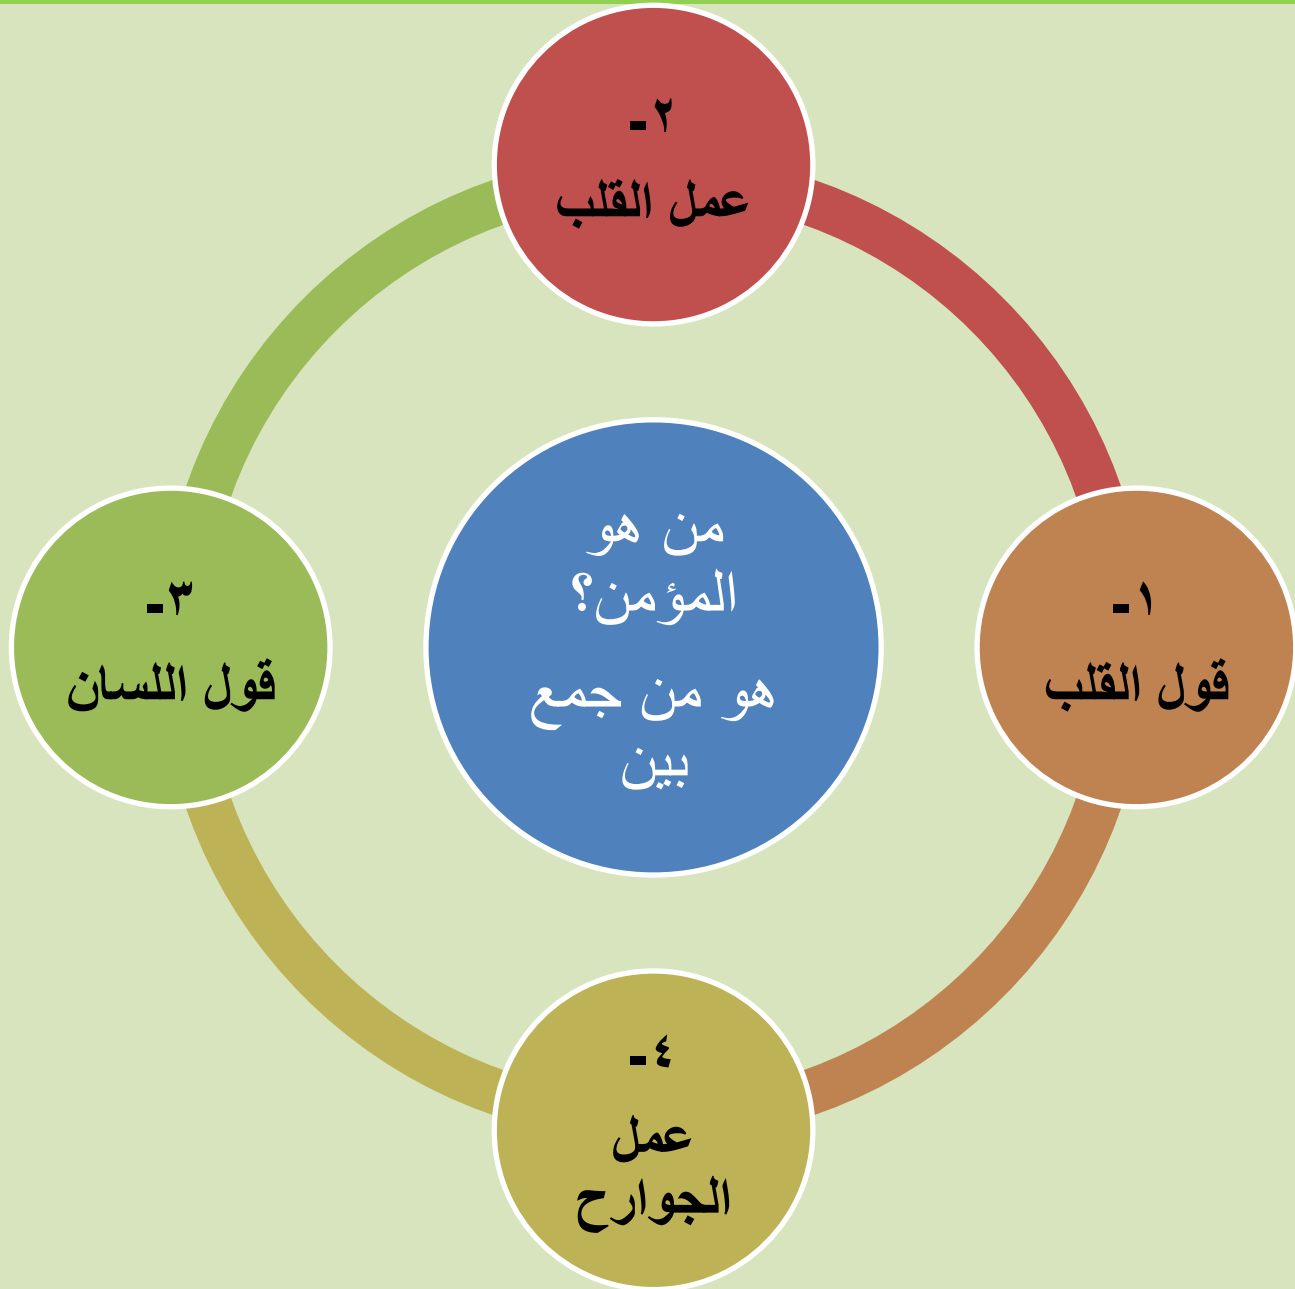 من هو
المؤمن؟
هو من جمع
بين
١-
قول القلب
٢-
عمل القلب
٣-
قول اللسان
٤-
عمل
الجوارح